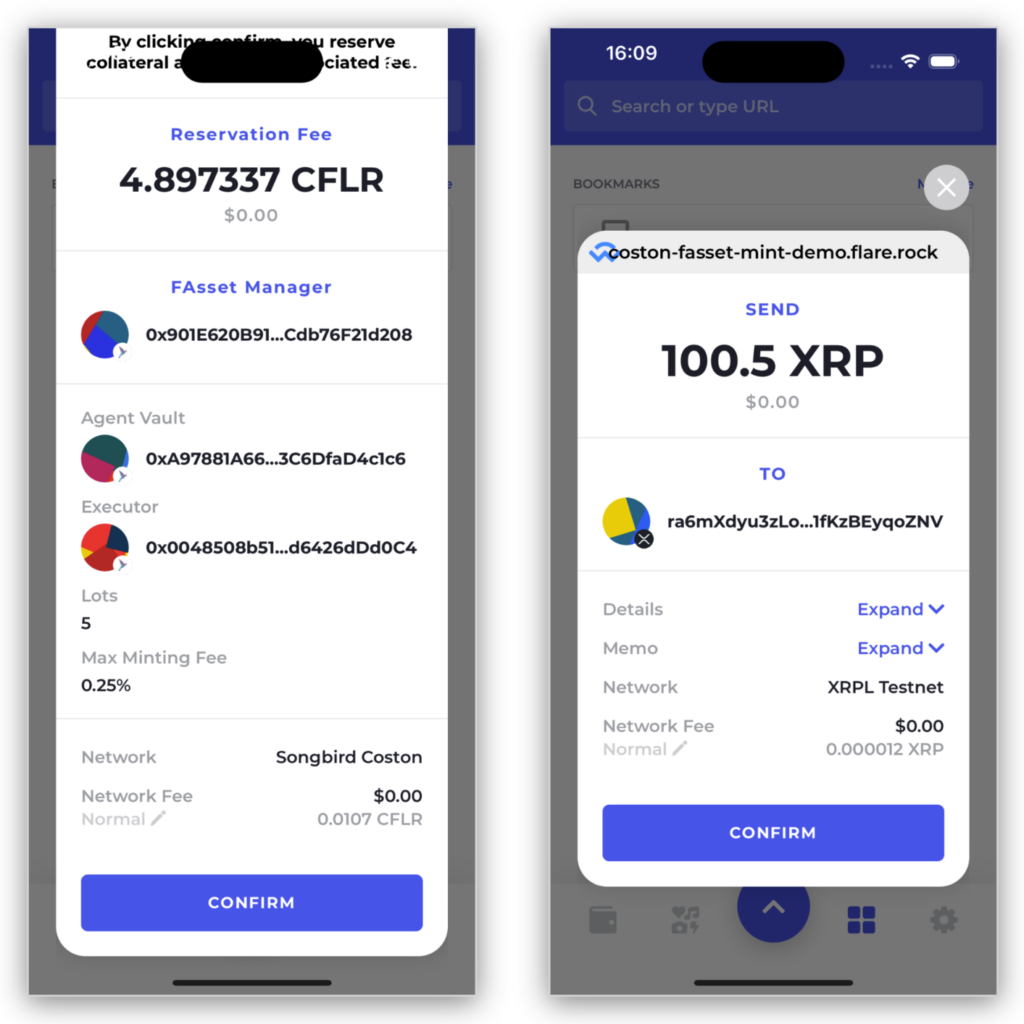 By clicking confirm, you reserve
collateral a ciated fee.
Reservation Fee
4.897337 CFLR
$0.00
FAsset Manager
0x901E620B91...Cdb76F21d208
Agent Vault
0xA97881A66...3C6DfaD4c1c6
Executor
0x0048508b51...d6426dDd0C4
Lots
5
Max Minting Fee
0.25%
Network Songbird Coston
Network Fee $0.00
Normal 0.0107 CFLR
CONFIRM
16:09
Search or type URL
BOOKMARKS
coston-fasset-mint-demo.flare.rock
SEND
100.5 XRP
$0.00
TO
ra6mXdyu3zLo...1fKzBEyqoZNV
Details Expand
Memo Expand
Network XRPL Testnet
Network Fee $0.00
Normal 0.000012 XRP
CONFIRM